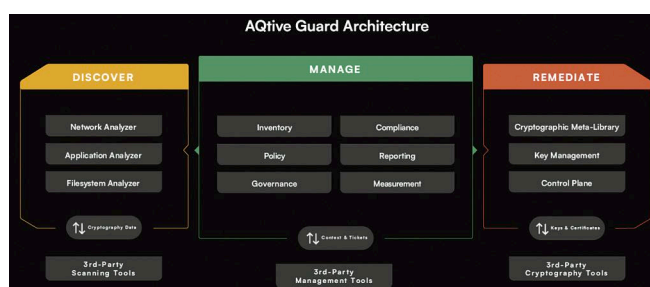 AQtive Guard Architecture
DISCOVER
Network Analyzer
Application Analyzer
Filesystem Analyzer
Cryptography Data
3rd-Party
Scanning Tools
MANAGE
Inventory
Compliance
Policy
Reporting
Governance
Measurement
Context & Tickets
3rd-Party
Management Tools
REMEDIATE
Cryptographic Meta-Library
Key Management
Control Plane
Keys & Certificates
3rd-Party
Cryptography Tools